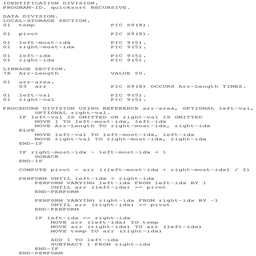 IDENTIFICATION DIVISION.
PROGRAM-ID. quicksort RECURSIVE.
DATA DIVISION.
LOCAL-STORAGE SECTION.
01 temp PIC S9(8).
01 pivot PIC S9(8).
01 left-most-idx PIC 9(5).
01 right-most-idx PIC 9(5).
01 left-idx PIC 9(5).
01 right-idx PIC 9(5).
LINKAGE SECTION.
78 Arr-Length VALUE 50.
01 arr-area.
03 arr PIC S9(8) OCCURS Arr-Length TIMES.
01 left-val PIC 9(5).
01 right-val PIC 9(5).
PROCEDURE DIVISION USING REFERENCE arr-area, OPTIONAL left-val,
OPTIONAL right-val.
IF left-val IS OMITTED OR right-val IS OMITTED
MOVE 1 TO left-most-idx, left-idx
MOVE Arr-Length TO right-most-idx, right-idx
ELSE
MOVE left-val TO left-most-idx, left-idx
MOVE right-val TO right-most-idx, right-idx
END-IF
IF right-most-idx - left-most-idx < 1
GOBACK
END-IF
COMPUTE pivot = arr ((left-most-idx + right-most-idx) / 2)
PERFORM UNTIL left-idx > right-idx
PERFORM VARYING left-idx FROM left-idx BY 1
UNTIL arr (left-idx) >= pivot
END-PERFORM
PERFORM VARYING right-idx FROM right-idx BY -1
UNTIL arr (right-idx) <= pivot
END-PERFORM
IF left-idx <= right-idx
MOVE arr (left-idx) TO temp
MOVE arr (right-idx) TO arr (left-idx)
MOVE temp TO arr (right-idx)
ADD 1 TO left-idx
SUBTRACT 1 FROM right-idx
END-IF
END-PERFORM